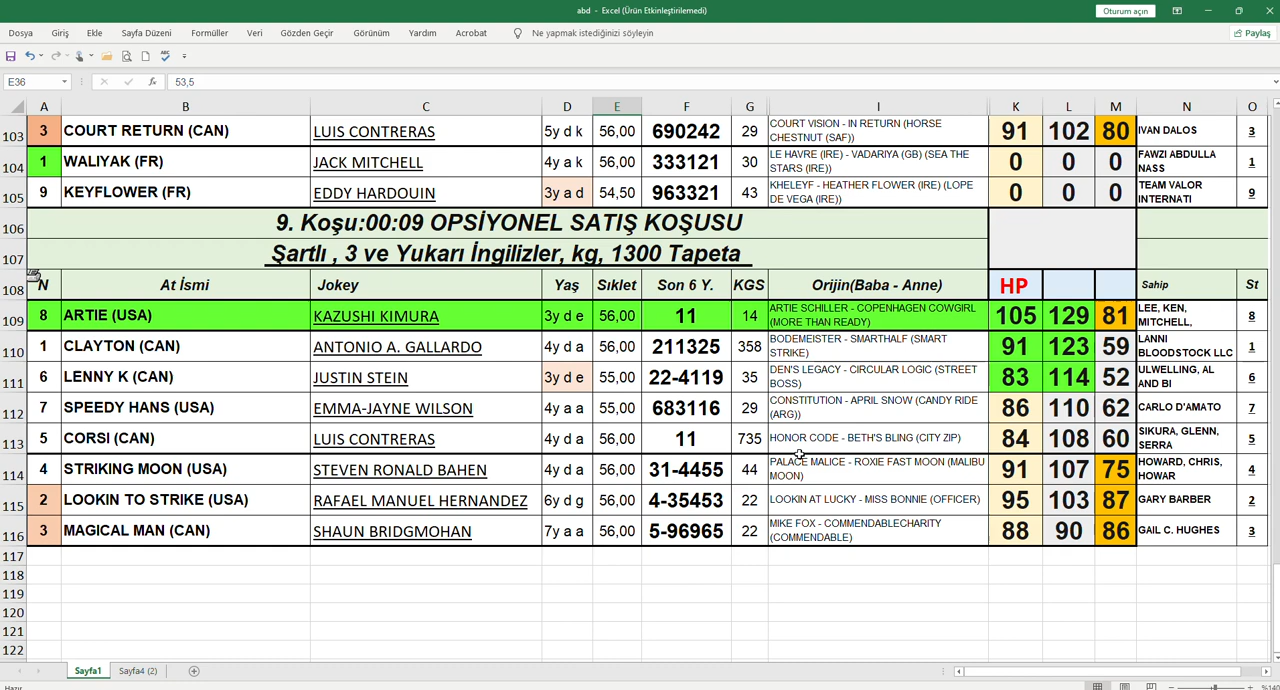 abd - Excel (Ürün Etkinleştirilemedi)
Oturum açın
Dosya Giriş Ekle Sayfa Düzeni Formüller Veri Gözden Geçir Görünüm Yardım Acrobat Ne yapmak istediğinizi söyleyin Paylaş
E36 fx 53,5
A B C D E F G I K L M N O
103 3 COURT RETURN (CAN) LUIS CONTRERAS 5y d k 56,00 690242 29 COURT VISION - IN RETURN (HORSE CHESTNUT (SAF)) 91 102 80 IVAN DALOS 3
104 1 WALIYAK (FR) JACK MITCHELL 4y a k 56,00 333121 30 LE HAVRE (IRE) - VADARIYA (GB) (SEA THE STARS (IRE)) 0 0 0 FAWZI ABDULLA NASS 1
105 9 KEYFLOWER (FR) EDDY HARDOUIN 3y a d 54,50 963321 43 KHELEYF - HEATHER FLOWER (IRE) (LOPE DE VEGA (IRE)) 0 0 0 TEAM VALOR INTERNATI 9
106 9. Koşu:00:09 OPSİYONEL SATIŞ KOŞUSU
107 Şartlı , 3 ve Yukarı İngilizler, kg, 1300 Tapeta
108 N At İsmi Jokey Yaş Sıklet Son 6 Y. KGS Orijin(Baba - Anne) HP Sahip St
109 8 ARTIE (USA) KAZUSHI KIMURA 3y d e 56,00 11 14 ARTIE SCHILLER - COPENHAGEN COWGIRL (MORE THAN READY) 105 129 81 LEE, KEN, MITCHELL, 8
110 1 CLAYTON (CAN) ANTONIO A. GALLARDO 4y d a 56,00 211325 358 BODEMEISTER - SMARTHALF (SMART STRIKE) 91 123 59 LANNI BLOODSTOCK LLC 1
111 6 LENNY K (CAN) JUSTIN STEIN 3y d e 55,00 22-4119 35 DEN'S LEGACY - CIRCULAR LOGIC (STREET BOSS) 83 114 52 ULWELLING, AL AND BI 6
112 7 SPEEDY HANS (USA) EMMA-JAYNE WILSON 4y a a 55,00 683116 29 CONSTITUTION - APRIL SNOW (CANDY RIDE (ARG)) 86 110 62 CARLO D'AMATO 7
113 5 CORSI (CAN) LUIS CONTRERAS 4y d a 56,00 11 735 HONOR CODE - BETH'S BLING (CITY ZIP) 84 108 60 SIKURA, GLENN, SERRA 5
114 4 STRIKING MOON (USA) STEVEN RONALD BAHEN 4y d a 56,00 31-4455 44 PALACE MALICE - ROXIE FAST MOON (MALIBU MOON) 91 107 75 HOWARD, CHRIS, HOWAR 4
115 2 LOOKIN TO STRIKE (USA) RAFAEL MANUEL HERNANDEZ 6y d g 56,00 4-35453 22 LOOKIN AT LUCKY - MISS BONNIE (OFFICER) 95 103 87 GARY BARBER 2
116 3 MAGICAL MAN (CAN) SHAUN BRIDGMOHAN 7y a a 56,00 5-96965 22 MIKE FOX - COMMENDABLECHARITY (COMMENDABLE) 88 90 86 GAIL C. HUGHES 3
117
118
119
120
121
122
Sayfa1 Sayfa4 (2)
Hazır %140